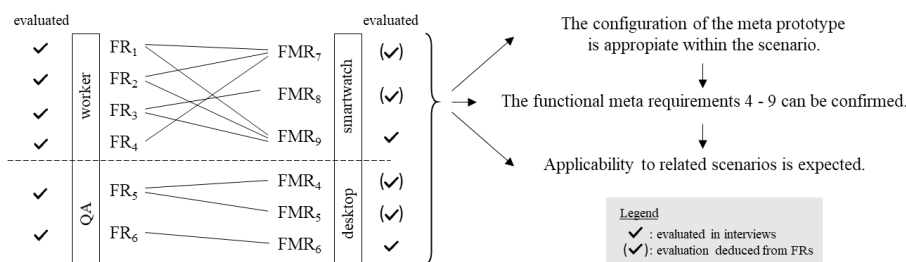 evaluated
evaluated
worker
FR1
FR2
FR3
FR4
FMR7
FMR8
FMR9
smartwatch
(✓)
(✓)
✓
QA
FR5
FR6
FMR4
FMR5
FMR6
desktop
(✓)
(✓)
✓
The configuration of the meta prototype
is appropiate within the scenario.
The functional meta requirements 4 - 9 can be confirmed.
Applicability to related scenarios is expected.
Legend
✓ : evaluated in interviews
(✓) : evaluation deduced from FRs